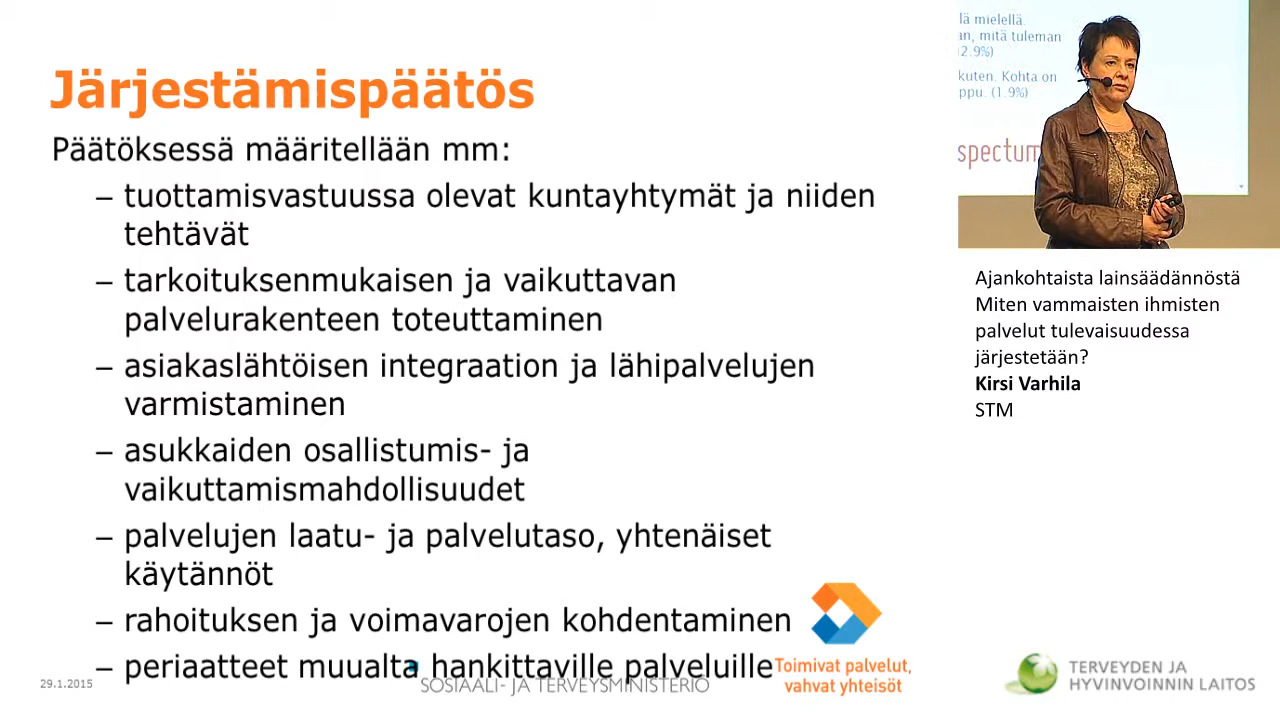 Järjestämispäätös
Päätöksessä määritellään mm:
– tuottamisvastuussa olevat kuntayhtymät ja niiden
tehtävät
– tarkoituksenmukaisen ja vaikuttavan
palvelurakenteen toteuttaminen
– asiakaslähtöisen integraation ja lähipalvelujen
varmistaminen
– asukkaiden osallistumis- ja
vaikuttamismahdollisuudet
– palvelujen laatu- ja palvelutaso, yhtenäiset
käytännöt
– rahoituksen ja voimavarojen kohdentaminen
– periaatteet muualta hankittaville palveluille
29.1.2015
SOSIAALI- JA TERVEYSMINISTERIÖ
Toimivat palvelut,
vahvat yhteisöt
lä mielellä.
an, mitä tuleman
2.9%)
kuten. Kohta on
ppu. (1.9%)
spectum
Ajankohtaista lainsäädännöstä
Miten vammaisten ihmisten
palvelut tulevaisuudessa
järjestetään?
Kirsi Varhila
STM
TERVEYDEN JA
HYVINVOINNIN LAITOS